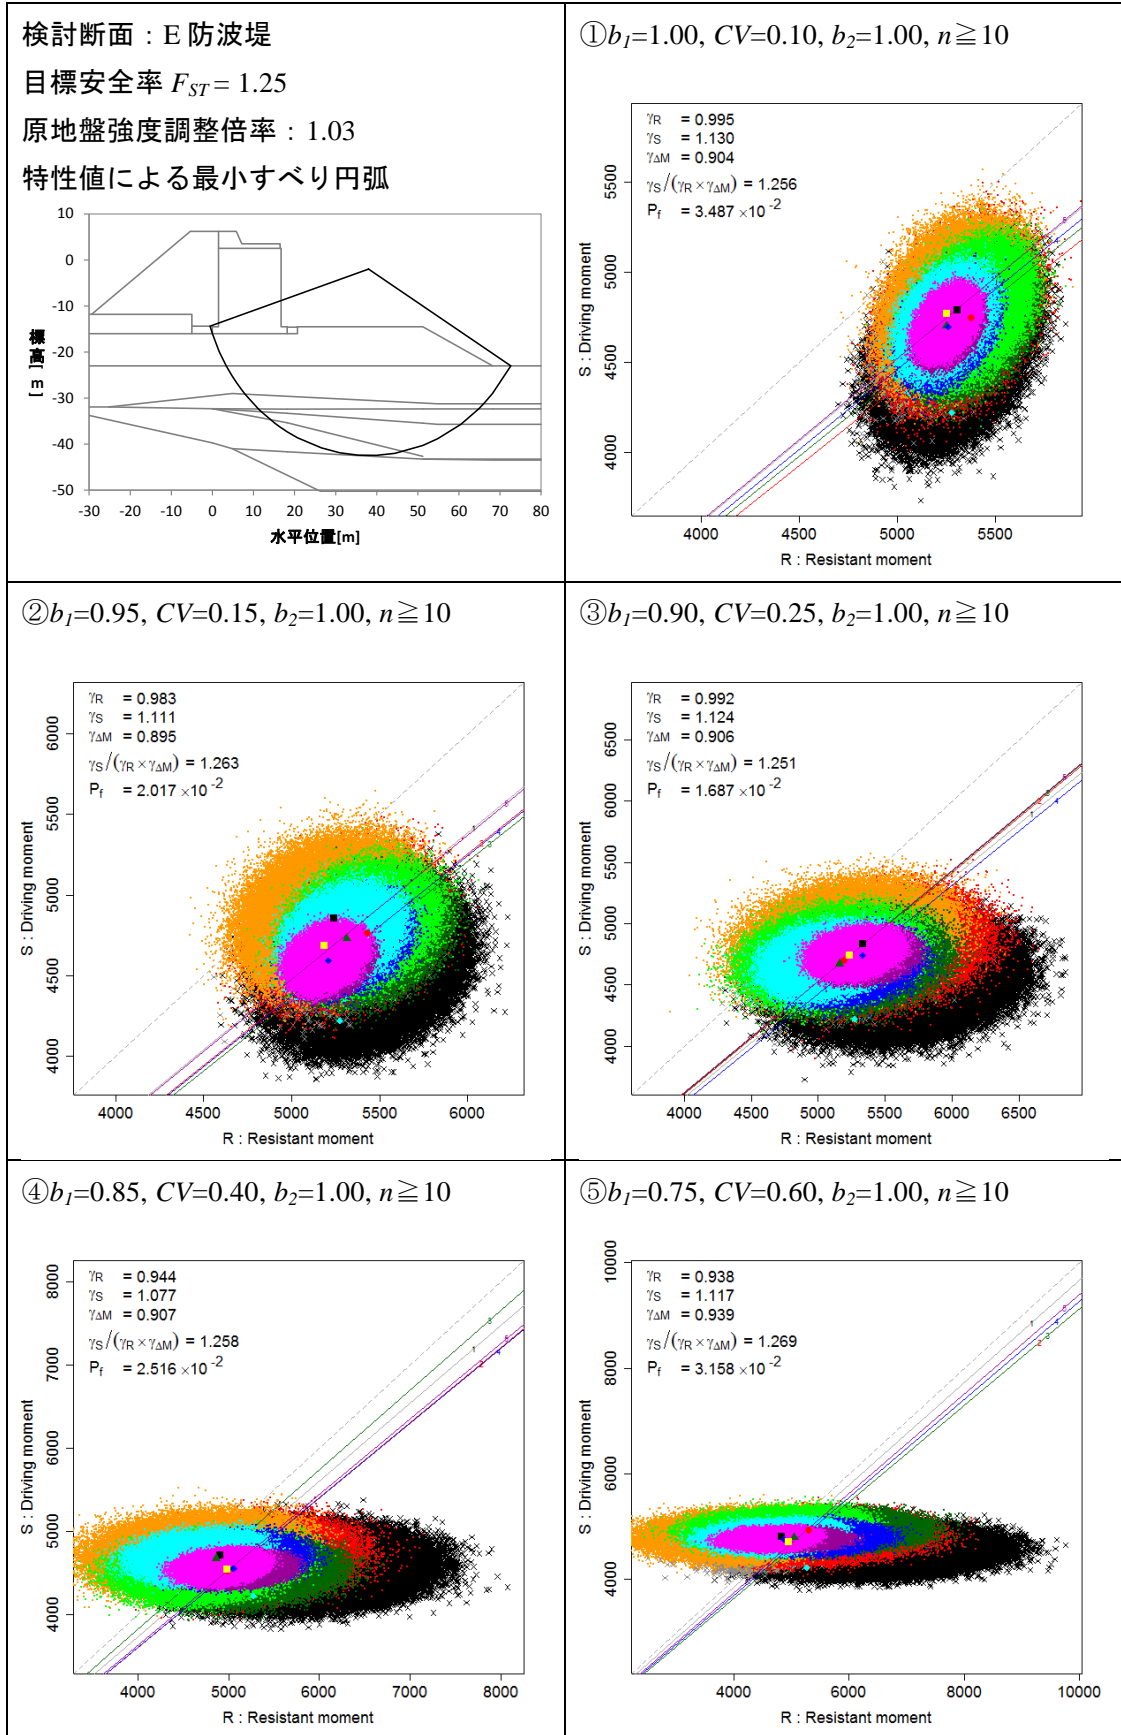 検討断面：E 防波堤
目標安全率 FST = 1.25
原地盤強度調整倍率：1.03
特性値による最小すべり円弧
10
0
-10
-20
-30
-40
-50
標高[m]
-30 -20 -10 0 10 20 30 40 50 60 70 80
水平位置[m]
①b1=1.00, CV=0.10, b2=1.00, n≧10
γR = 0.995
γS = 1.130
γΔM = 0.904
γS/(γR×γΔM) = 1.256
Pf = 3.487 ×10-2
5500
5000
4500
4000
S : Driving moment
4000 4500 5000 5500
R : Resistant moment
②b1=0.95, CV=0.15, b2=1.00, n≧10
γR = 0.983
γS = 1.111
γΔM = 0.895
γS/(γR×γΔM) = 1.263
Pf = 2.017 ×10-2
6000
5500
5000
4500
4000
S : Driving moment
4000 4500 5000 5500 6000
R : Resistant moment
③b1=0.90, CV=0.25, b2=1.00, n≧10
γR = 0.992
γS = 1.124
γΔM = 0.906
γS/(γR×γΔM) = 1.251
Pf = 1.687 ×10-2
6500
6000
5500
5000
4500
4000
S : Driving moment
4000 4500 5000 5500 6000 6500
R : Resistant moment
④b1=0.85, CV=0.40, b2=1.00, n≧10
γR = 0.944
γS = 1.077
γΔM = 0.907
γS/(γR×γΔM) = 1.258
Pf = 2.516 ×10-2
8000
7000
6000
5000
4000
S : Driving moment
4000 5000 6000 7000 8000
R : Resistant moment
⑤b1=0.75, CV=0.60, b2=1.00, n≧10
γR = 0.938
γS = 1.117
γΔM = 0.939
γS/(γR×γΔM) = 1.269
Pf = 3.158 ×10-2
10000
8000
6000
4000
S : Driving moment
4000 6000 8000 10000
R : Resistant moment